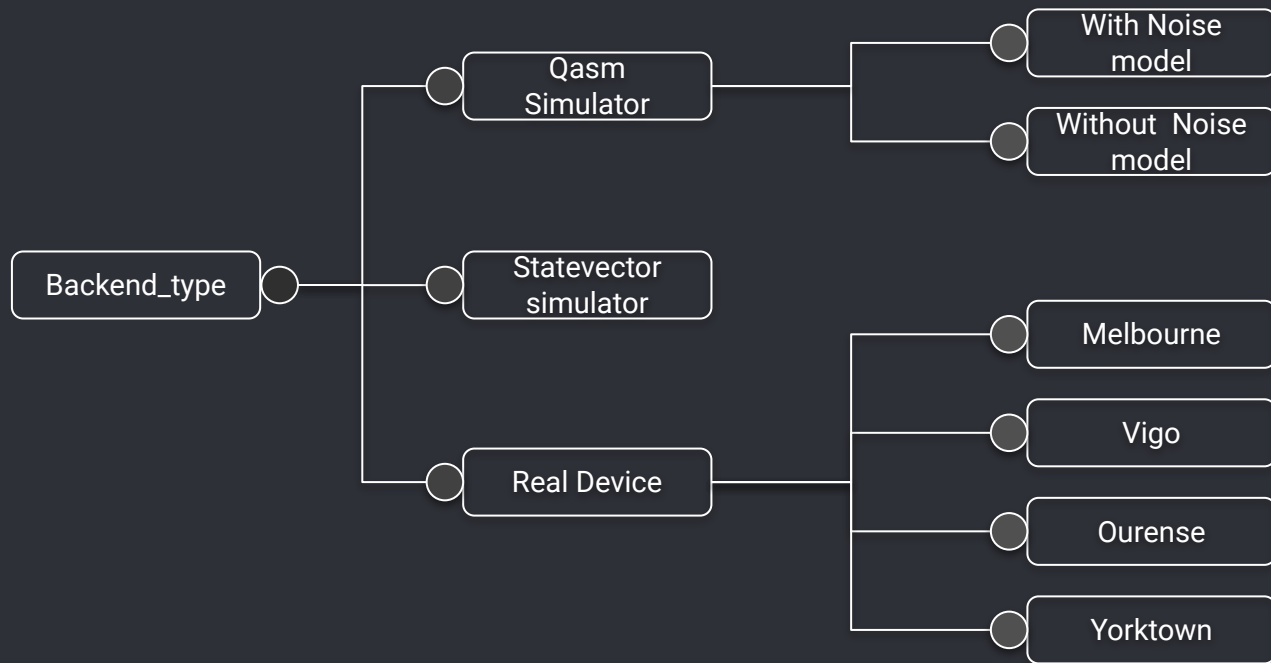 With Noise
model
Qasm
Simulator
Without  Noise
model
Backend_type
Statevector
simulator
Melbourne
Vigo
Real Device
Ourense
Yorktown